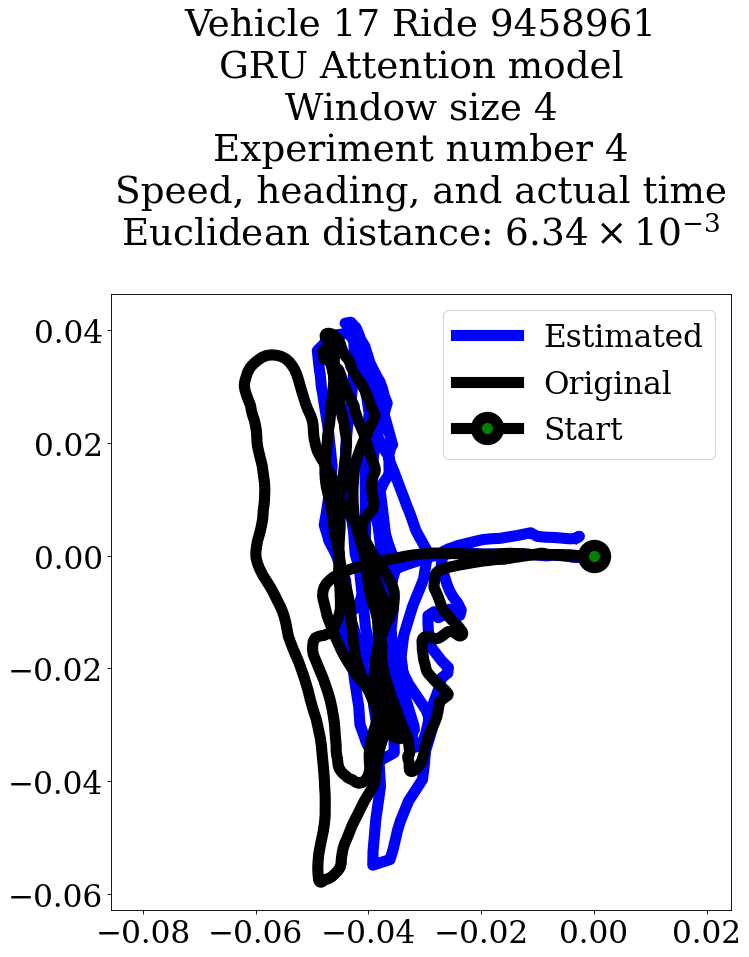 Vehicle 17 Ride 9458961
GRU Attention model
Window size 4
Experiment number 4
Speed, heading, and actual time
Euclidean distance: 6.34 × 10⁻³
Estimated
Original
Start
0.04
0.02
0.00
−0.02
−0.04
−0.06
−0.08 −0.06 −0.04 −0.02 0.00 0.02